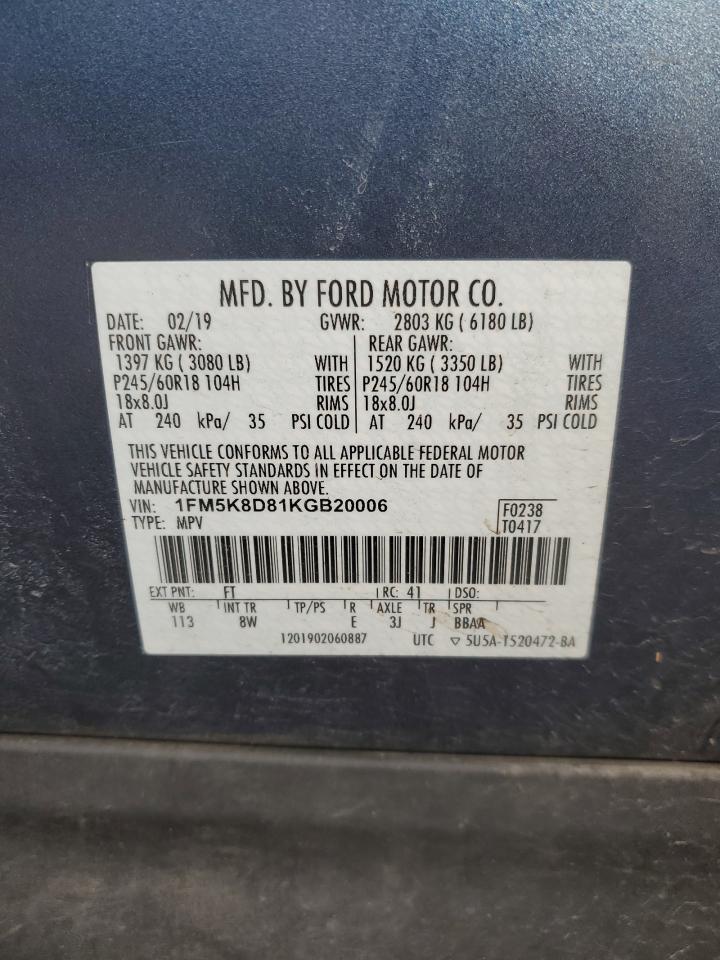 MFD. BY FORD MOTOR CO.
DATE: 02/19 GVWR: 2803 KG ( 6180 LB)
FRONT GAWR: REAR GAWR:
1397 KG ( 3080 LB) WITH 1520 KG ( 3350 LB) WITH
P245/60R18 104H TIRES P245/60R18 104H TIRES
18x8.0J RIMS 18x8.0J RIMS
AT 240 kPa/ 35 PSI COLD AT 240 kPa/ 35 PSI COLD
THIS VEHICLE CONFORMS TO ALL APPLICABLE FEDERAL MOTOR
VEHICLE SAFETY STANDARDS IN EFFECT ON THE DATE OF
MANUFACTURE SHOWN ABOVE.
VIN: 1FM5K8D81KGB20006 F0238
TYPE: MPV T0417
EXT PNT: FT RC: 41 DSO:
WB INT TR TP/PS R AXLE TR SPR
113 8W E 3J J BBAA
1201902060887 UTC ▽ 5U5A-1520472-BA